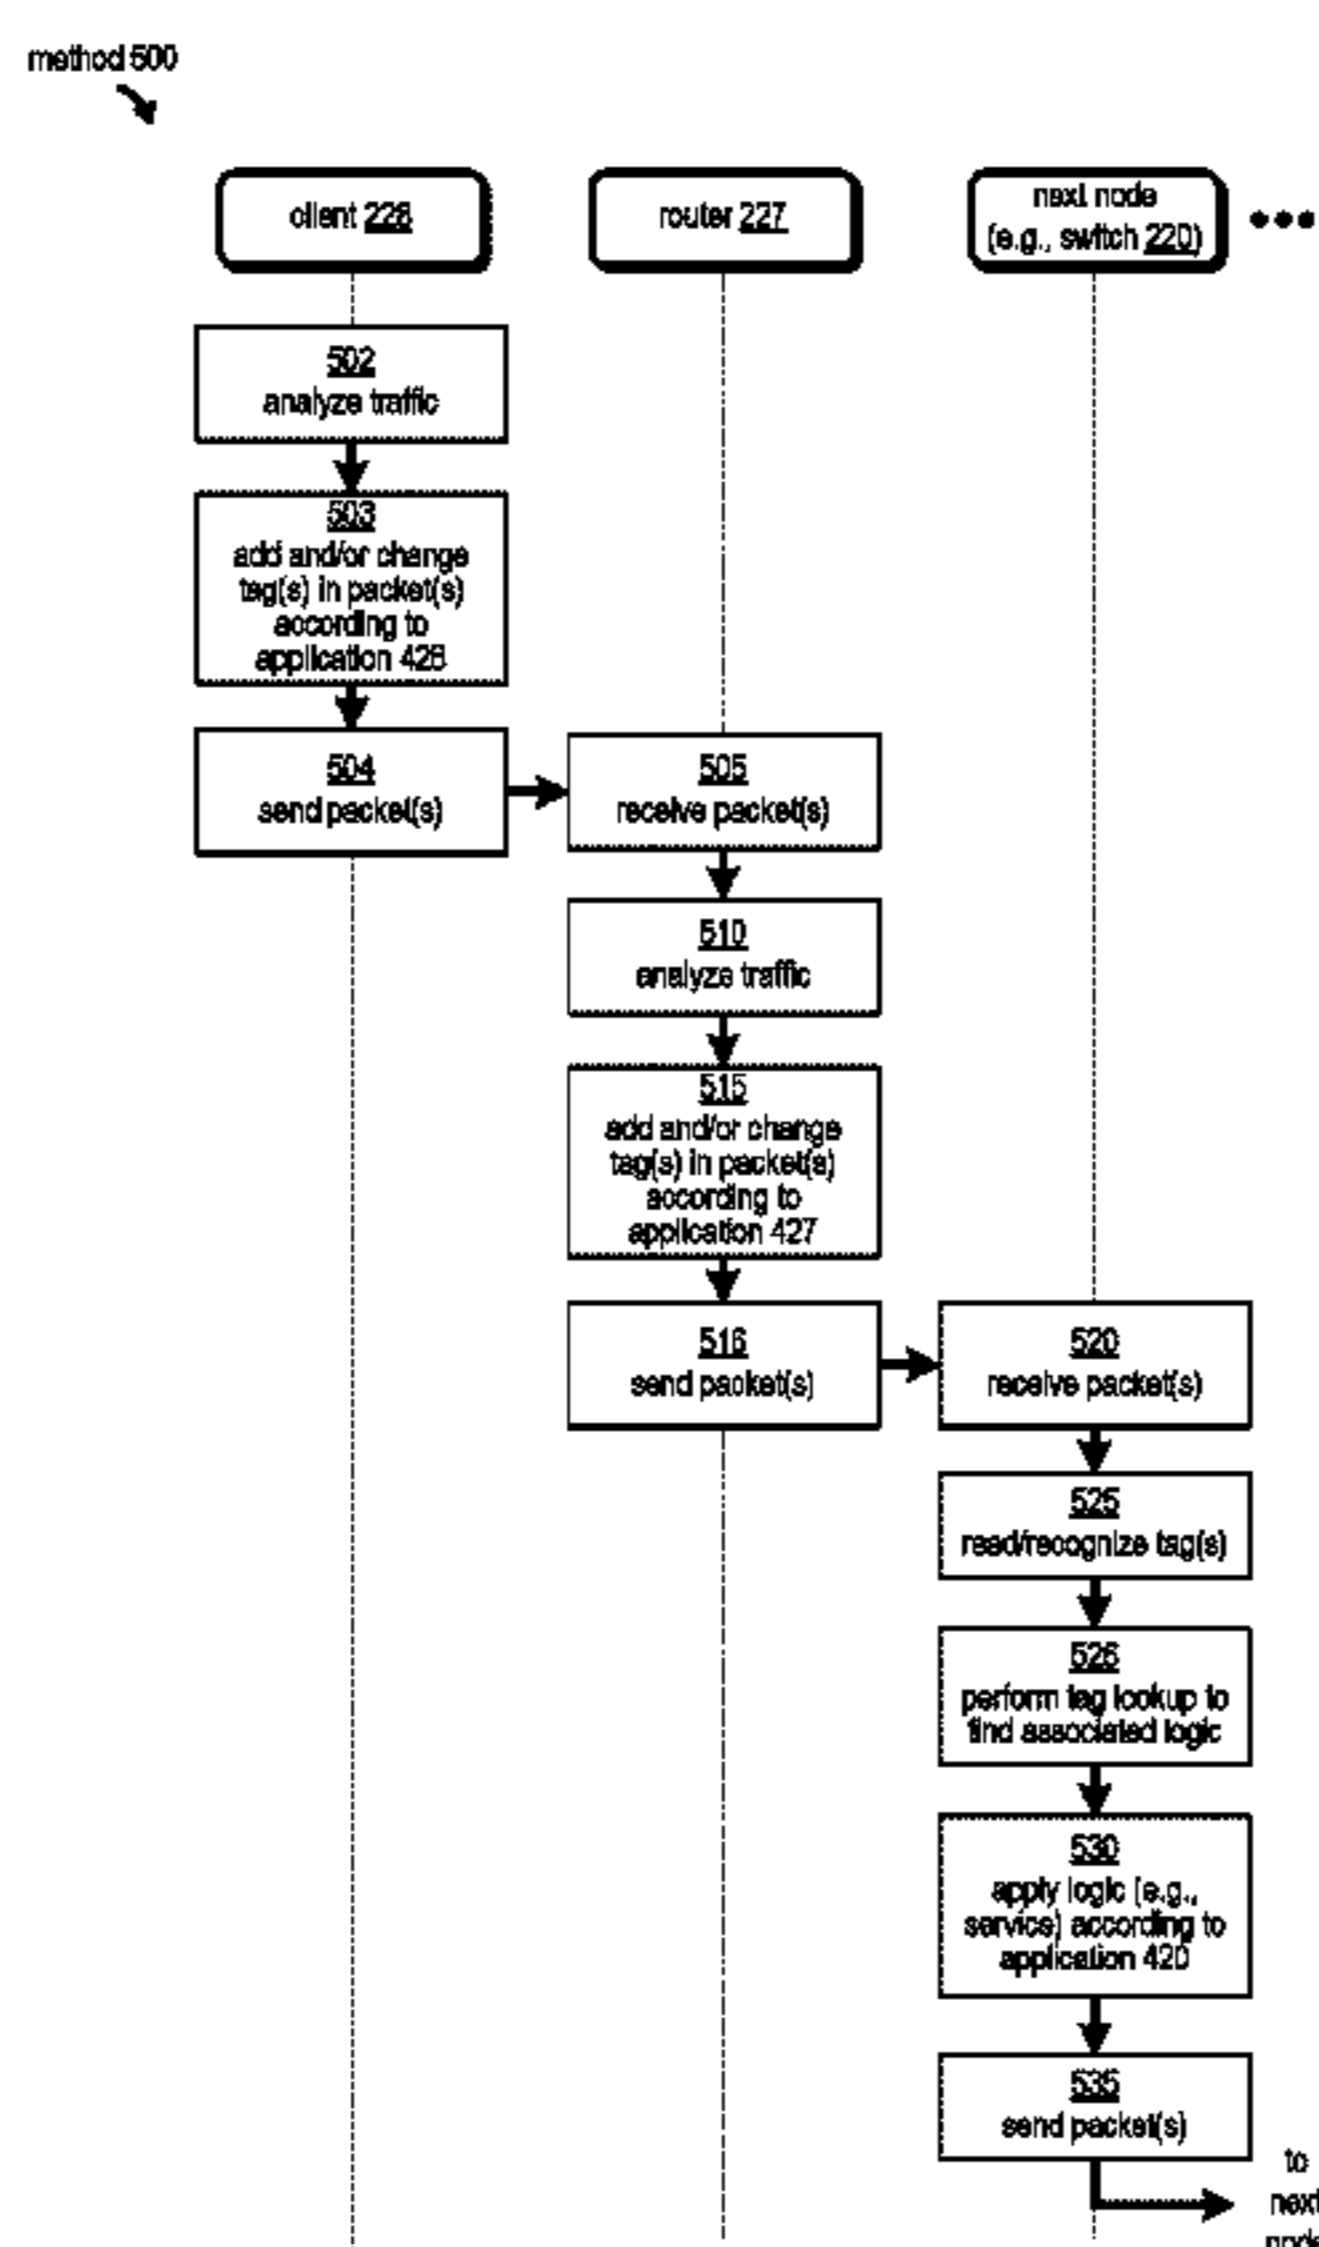 method 500
client 228
router 227
next node
(e.g., switch 220)
502
analyze traffic
503
add and/or change
tag(s) in packet(s)
according to
application 428
504
send packet(s)
505
receive packet(s)
510
analyze traffic
515
add and/or change
tag(s) in packet(s)
according to
application 427
516
send packet(s)
520
receive packet(s)
525
read/recognize tag(s)
526
perform tag lookup to
find associated logic
530
apply logic (e.g.,
service) according to
application 420
535
send packet(s)
to
next
node